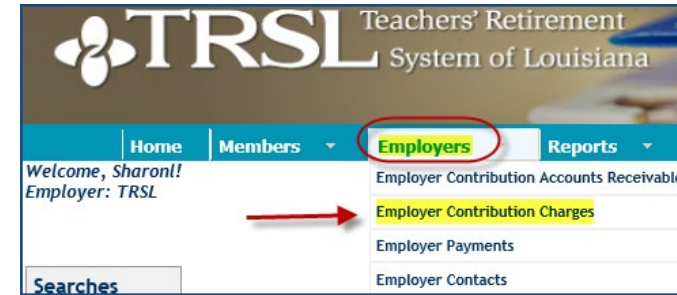 TRSL
Teachers' Retirement
System of Louisiana
Home Members Employers Reports
Welcome, Sharonl!
Employer: TRSL
Employer Contribution Accounts Receivable
Employer Contribution Charges
Employer Payments
Employer Contacts
Searches